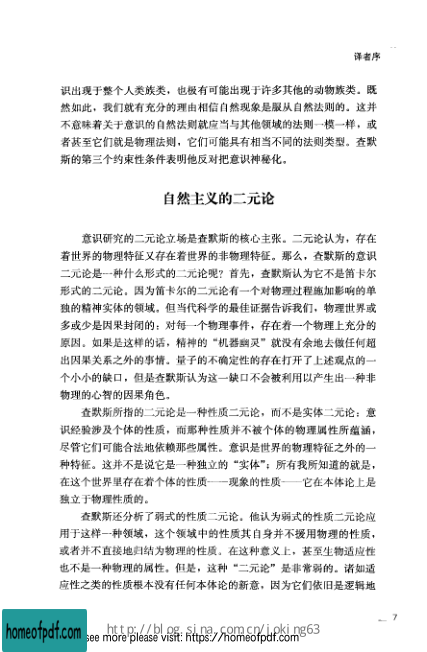 译者序
识出现于整个人类族类，也极有可能出现于许多其他的动物族类。既
然如此，我们就有充分的理由相信自然现象是服从自然法则的。这并
不意味着关于意识的自然法则就应当与其他领域的法则一模一样，或
者甚至它们就是物理法则，它们可能具有相当不同的法则类型。查默
斯的第三个约束性条件表明他反对把意识神秘化。
自然主义的二元论
意识研究的二元论立场是查默斯的核心主张。二元论认为，存在
着世界的物理特征又存在着世界的非物理特征。那么，查默斯的意识
二元论是一种什么形式的二元论呢？首先，查默斯认为它不是笛卡尔
形式的二元论。因为笛卡尔的二元论有一个对物理过程施加影响的单
独的精神实体的领域。但当代科学的最佳证据告诉我们，物理世界或
多或少是因果封闭的：对每一个物理事件，存在着一个物理上充分的
原因。如果是这样的话，精神的“机器幽灵”就没有余地去做任何超
出因果关系之外的事情。量子的不确定性的存在打开了上述观点的一
个小小的缺口，但是查默斯认为这一缺口不会被利用以产生出一种非
物理的心智的因果角色。
查默斯所指的二元论是一种性质二元论，而不是实体二元论：意
识经验涉及个体的性质，而那种性质并不被个体的物理属性所蕴涵，
尽管它们可能合法地依赖那些属性。意识是世界的物理特征之外的一
种特征。这并不是说它是一种独立的“实体”；所有我所知道的就是，
在这个世界里存在着个体的性质——现象的性质——它在本体论上是
独立于物理性质的。
查默斯还分析了弱式的性质二元论。他认为弱式的性质二元论应
用于这样一种领域，这个领域中的性质其自身并不援用物理的性质，
或者并不直接地归结为物理的性质。在这种意义上，甚至生物适应性
也不是一种物理的属性。但是，这种“二元论”是非常弱的。诸如适
应性之类的性质根本没有任何本体论的新意，因为它们依旧是逻辑地
7
homeofpdf.com
http://blog.sina.com.cn/joking63
see more please visit: https://homeofpdf.com